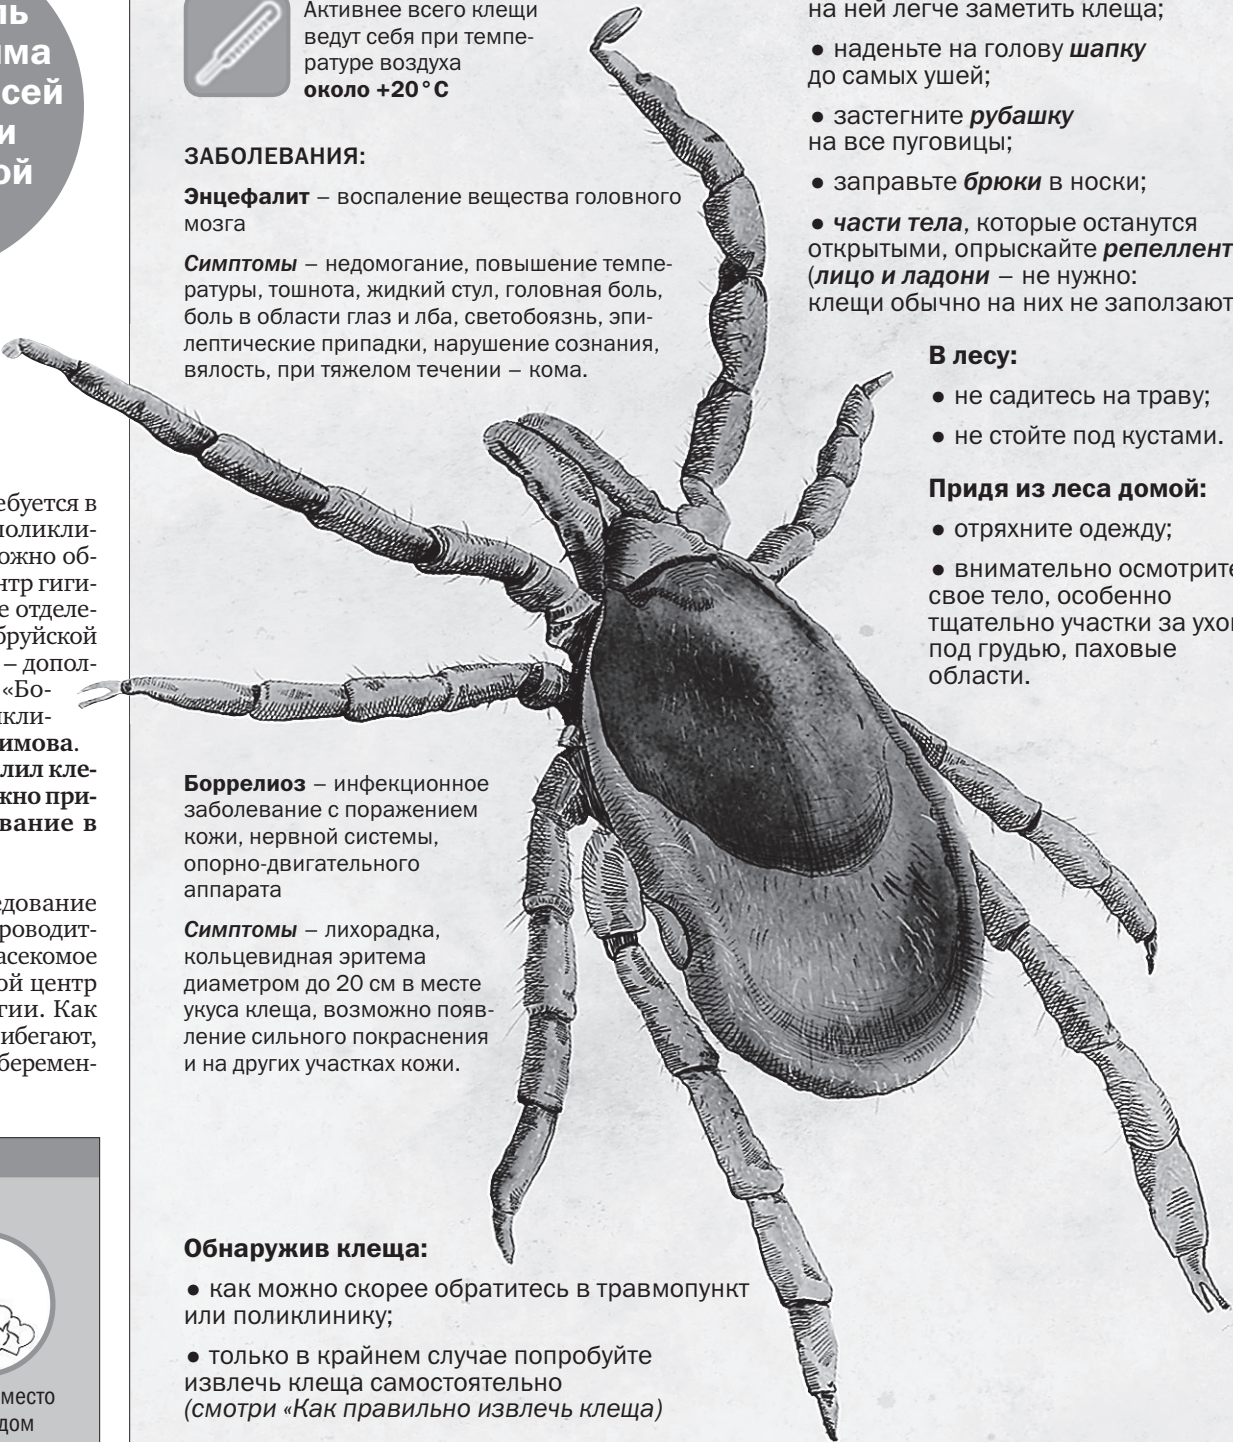 ль
има
сей
и
ой
ебуется в
поликли-
ожно об-
нтр гиги-
е отделе-
бруйской
– допол-
«Бо-
икли-
имова.
лил кле-
жно при-
вание в
едование
роводит-
асекомое
ой центр
гии. Как
ибегают,
беремен-
место
дом
Активнее всего клещи
ведут себя при темпе-
ратуре воздуха
около +20°C
ЗАБОЛЕВАНИЯ:
Энцефалит – воспаление вещества головного
мозга
Симптомы – недомогание, повышение темпе-
ратуры, тошнота, жидкий стул, головная боль,
боль в области глаз и лба, светобоязнь, эпи-
лептические припадки, нарушение сознания,
вялость, при тяжелом течении – кома.
Боррелиоз – инфекционное
заболевание с поражением
кожи, нервной системы,
опорно-двигательного
аппарата
Симптомы – лихорадка,
кольцевидная эритема
диаметром до 20 см в месте
укуса клеща, возможно появ-
ление сильного покраснения
и на других участках кожи.
Обнаружив клеща:
● как можно скорее обратитесь в травмопункт
или поликлинику;
● только в крайнем случае попробуйте
извлечь клеща самостоятельно
(смотри «Как правильно извлечь клеща)
на ней легче заметить клеща;
● наденьте на голову шапку
до самых ушей;
● застегните рубашку
на все пуговицы;
● заправьте брюки в носки;
● части тела, которые останутся
открытыми, опрыскайте репеллент
(лицо и ладони – не нужно:
клещи обычно на них не заползают
В лесу:
● не садитесь на траву;
● не стойте под кустами.
Придя из леса домой:
● отряхните одежду;
● внимательно осмотрите
свое тело, особенно
тщательно участки за ухо
под грудью, паховые
области.